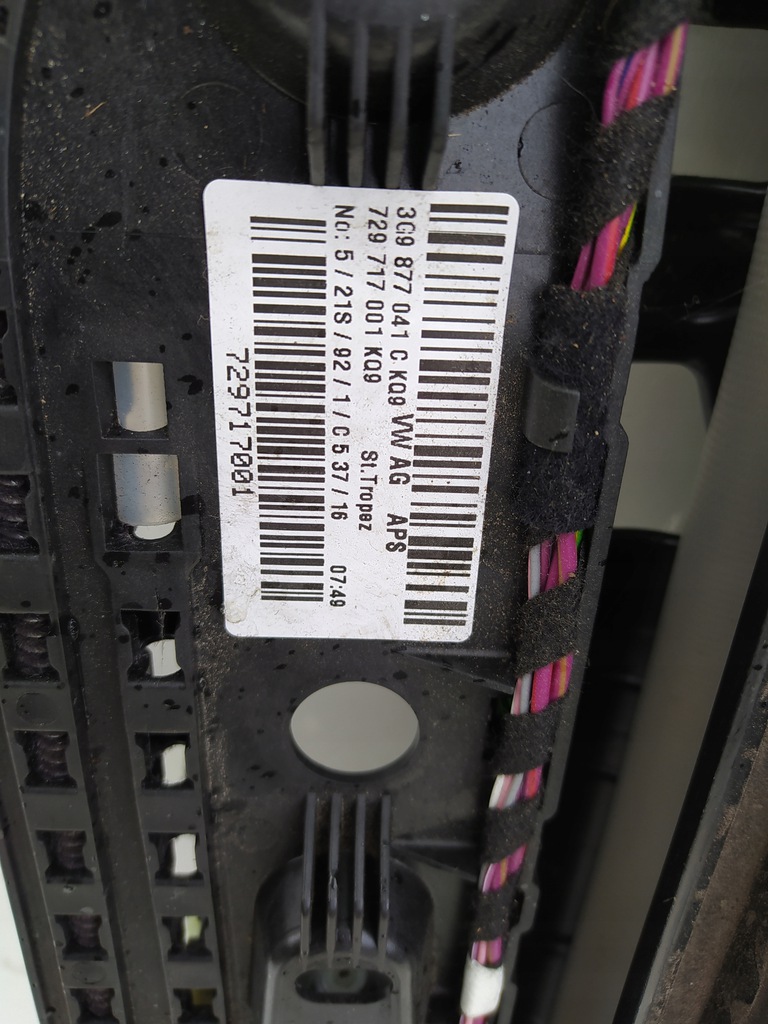 3G9 877 041 C KQ9 VW AG APS
729 717 001 KQ9 St.Tropez
No: 5 / 21S / 92 / 1 / C 5 37 / 16 07:49
729717001